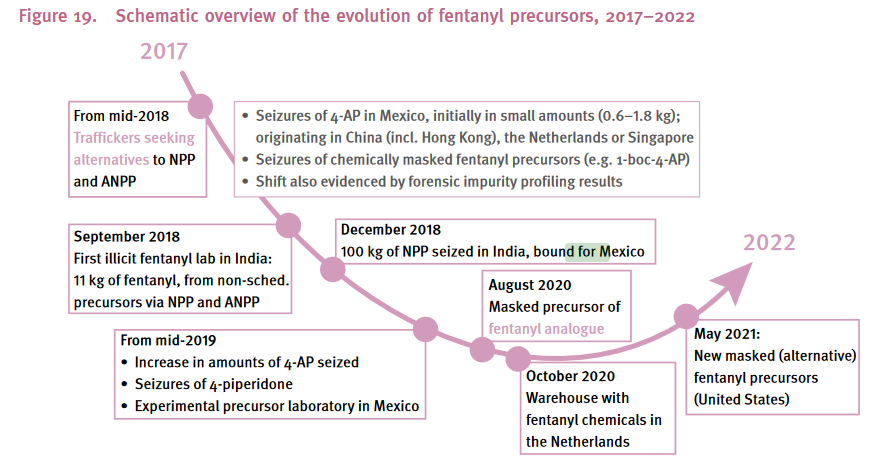 Figure 19. Schematic overview of the evolution of fentanyl precursors, 2017–2022
2017
From mid-2018
Traffickers seeking
alternatives to NPP
and ANPP
• Seizures of 4-AP in Mexico, initially in small amounts (0.6–1.8 kg);
originating in China (incl. Hong Kong), the Netherlands or Singapore
• Seizures of chemically masked fentanyl precursors (e.g. 1-boc-4-AP)
• Shift also evidenced by forensic impurity profiling results
September 2018
First illicit fentanyl lab in India:
11 kg of fentanyl, from non-sched.
precursors via NPP and ANPP
December 2018
100 kg of NPP seized in India, bound for Mexico
From mid-2019
• Increase in amounts of 4-AP seized
• Seizures of 4-piperidone
• Experimental precursor laboratory in Mexico
August 2020
Masked precursor of
fentanyl analogue
October 2020
Warehouse with
fentanyl chemicals in
the Netherlands
May 2021:
New masked (alternative)
fentanyl precursors
(United States)
2022